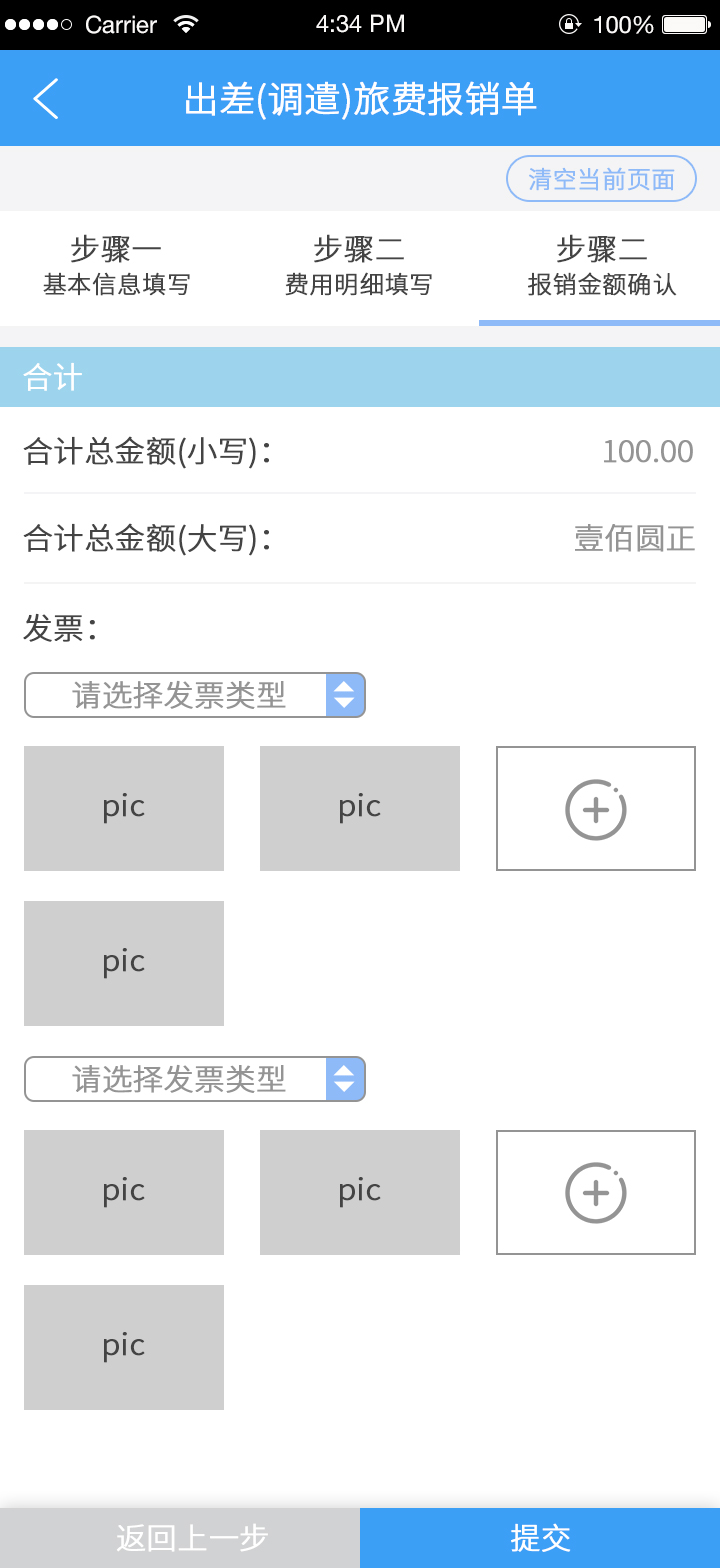 Carrier 4:34 PM 100%
出差(调遣)旅费报销单
清空当前页面
步骤一 步骤二 步骤二
基本信息填写 费用明细填写 报销金额确认
合计
合计总金额(小写)： 100.00
合计总金额(大写)： 壹佰圆正
发票：
请选择发票类型
pic pic
pic
请选择发票类型
pic pic
pic
返回上一步 提交